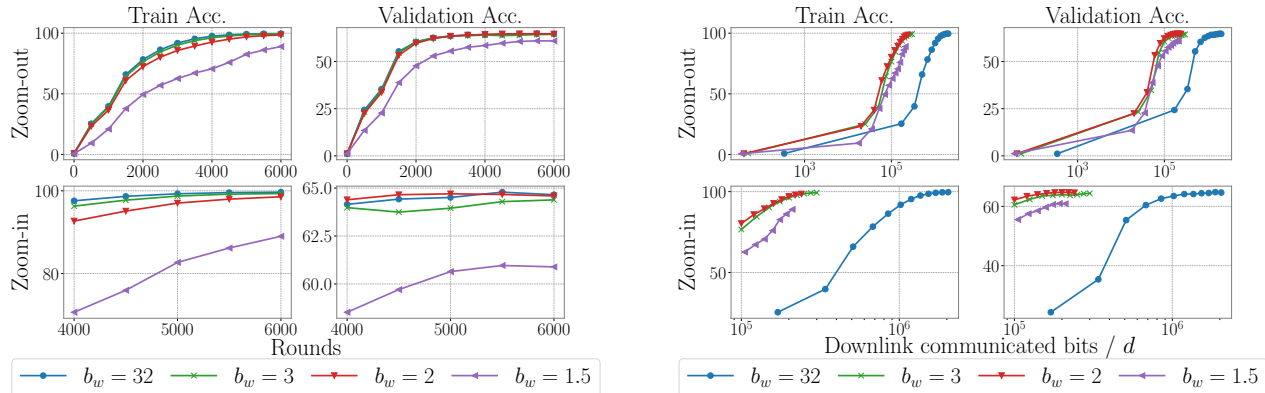 Train Acc. Validation Acc. Train Acc. Validation Acc.
Zoom-out 100 50 0 50 25 0 Zoom-out 100 50 0 50 25 0
0 2000 4000 6000 0 2000 4000 6000 10^3 10^5 10^3 10^5
Zoom-in 100 80 65.0 62.5 60.0 Zoom-in 100 50 60 40
4000 5000 6000 4000 5000 6000 10^5 10^6 10^5 10^6
Rounds Downlink communicated bits / d
b_w = 32 b_w = 3 b_w = 2 b_w = 1.5 b_w = 32 b_w = 3 b_w = 2 b_w = 1.5